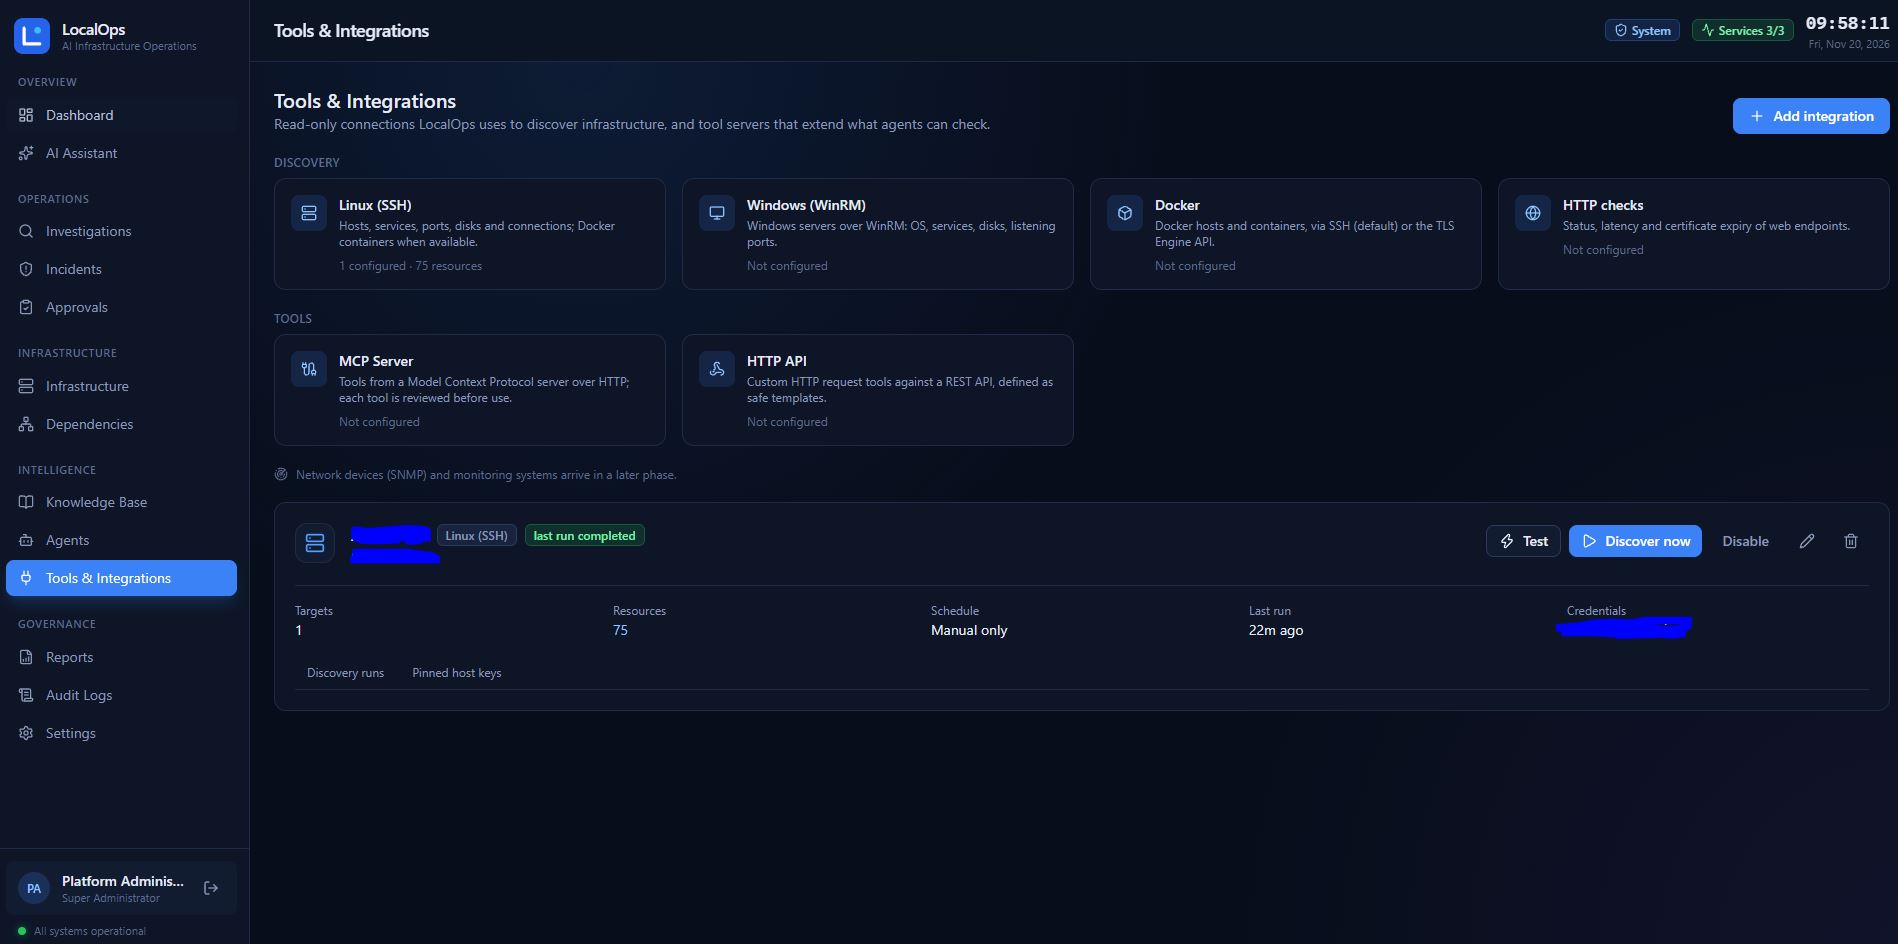 LocalOps
AI Infrastructure Operations
OVERVIEW
Dashboard
AI Assistant
OPERATIONS
Investigations
Incidents
Approvals
INFRASTRUCTURE
Infrastructure
Dependencies
INTELLIGENCE
Knowledge Base
Agents
Tools & Integrations
GOVERNANCE
Reports
Audit Logs
Settings
PA
Platform Adminis...
Super Administrator
All systems operational
Tools & Integrations
System
Services 3/3
09:58:11
Fri, Nov 20, 2026
Tools & Integrations
Read-only connections LocalOps uses to discover infrastructure, and tool servers that extend what agents can check.
Add integration
DISCOVERY
Linux (SSH)
Hosts, services, ports, disks and connections; Docker
containers when available.
1 configured · 75 resources
Windows (WinRM)
Windows servers over WinRM: OS, services, disks, listening
ports.
Not configured
Docker
Docker hosts and containers, via SSH (default) or the TLS
Engine API.
Not configured
HTTP checks
Status, latency and certificate expiry of web endpoints.
Not configured
TOOLS
MCP Server
Tools from a Model Context Protocol server over HTTP;
each tool is reviewed before use.
Not configured
HTTP API
Custom HTTP request tools against a REST API, defined as
safe templates.
Not configured
Network devices (SNMP) and monitoring systems arrive in a later phase.
Linux (SSH)
last run completed
Test
Discover now
Disable
Targets
1
Resources
75
Schedule
Manual only
Last run
22m ago
Credentials
Discovery runs
Pinned host keys